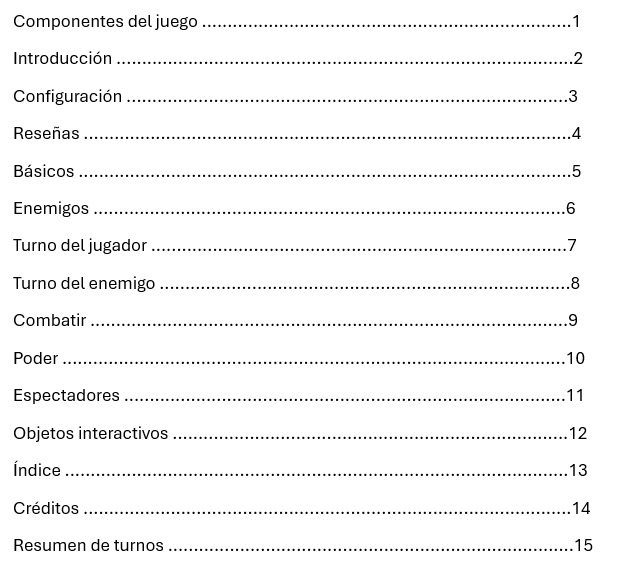 Componentes del juego ......................................................................1
Introducción .......................................................................................2
Configuración ....................................................................................3
Reseñas .............................................................................................4
Básicos ..............................................................................................5
Enemigos ..........................................................................................6
Turno del jugador ...............................................................................7
Turno del enemigo ..............................................................................8
Combatir ...........................................................................................9
Poder ................................................................................................10
Espectadores ....................................................................................11
Objetos interactivos ...........................................................................12
Índice ................................................................................................13
Créditos .............................................................................................14
Resumen de turnos .............................................................................15